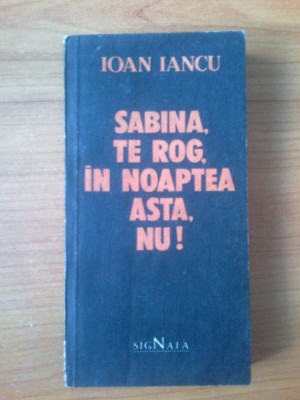 IOAN IANCU
SABINA,
TE ROG,
ÎN NOAPTEA
ASTA,
NU!
SIGNATA